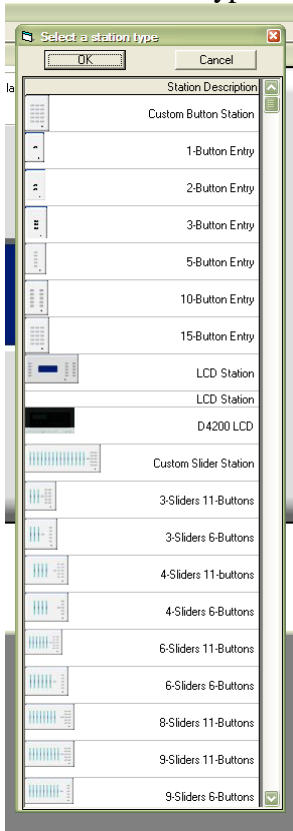 Select a station type
OK
Cancel
Station Description
Custom Button Station
1-Button Entry
2-Button Entry
3-Button Entry
5-Button Entry
10-Button Entry
15-Button Entry
LCD Station
LCD Station
D4200 LCD
Custom Slider Station
3-Sliders 11-Buttons
3-Sliders 6-Buttons
4-Sliders 11-buttons
4-Sliders 6-Buttons
6-Sliders 11-Buttons
6-Sliders 6-Buttons
8-Sliders 11-Buttons
9-Sliders 11-Buttons
9-Sliders 6-Buttons